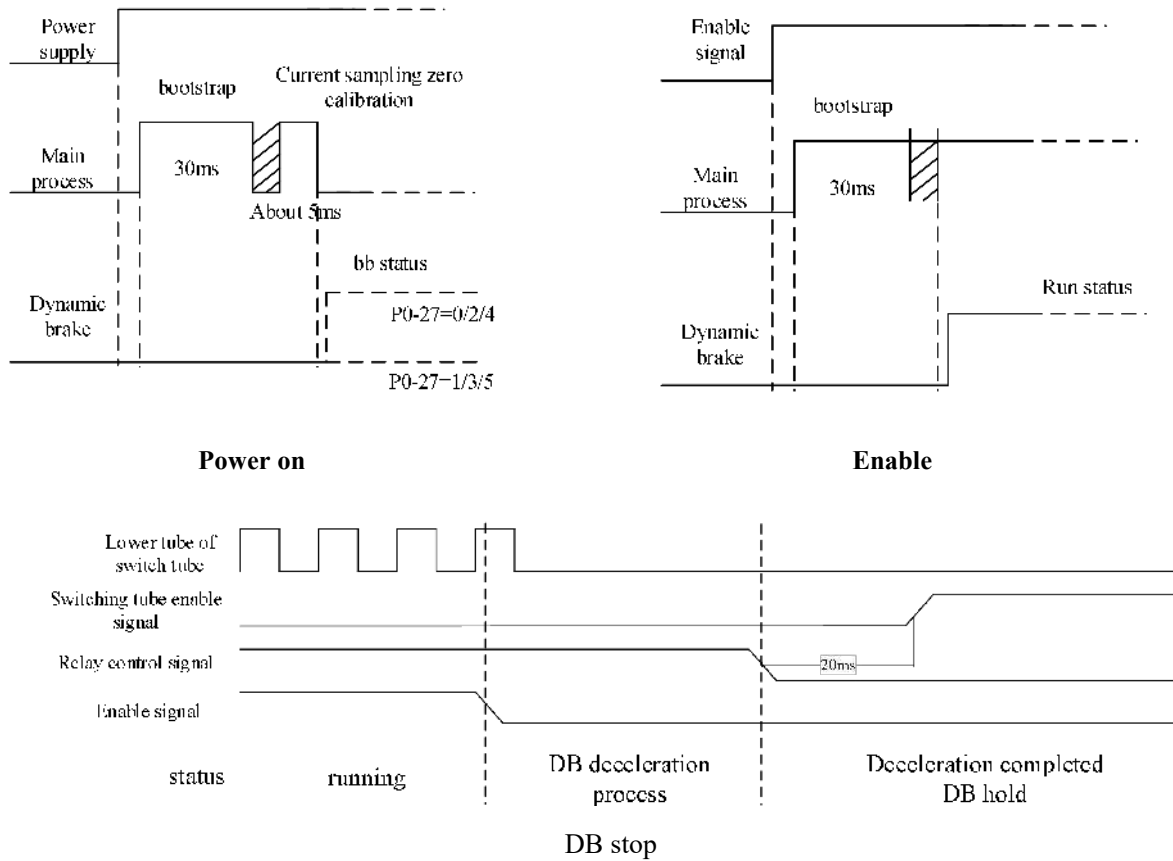 Power
supply
bootstrap
Current sampling zero
calibration
Main
process
30ms
About 5ms
bb status
Dynamic
brake
P0-27=0/2/4
P0-27=1/3/5
Power on
Enable
signal
bootstrap
Main
process
30ms
Run status
Dynamic
brake
Enable
Lower tube of
switch tube
Switching tube enable
signal
Relay control signal
20ms
Enable signal
status
running
DB deceleration
process
Deceleration completed
DB hold
DB stop